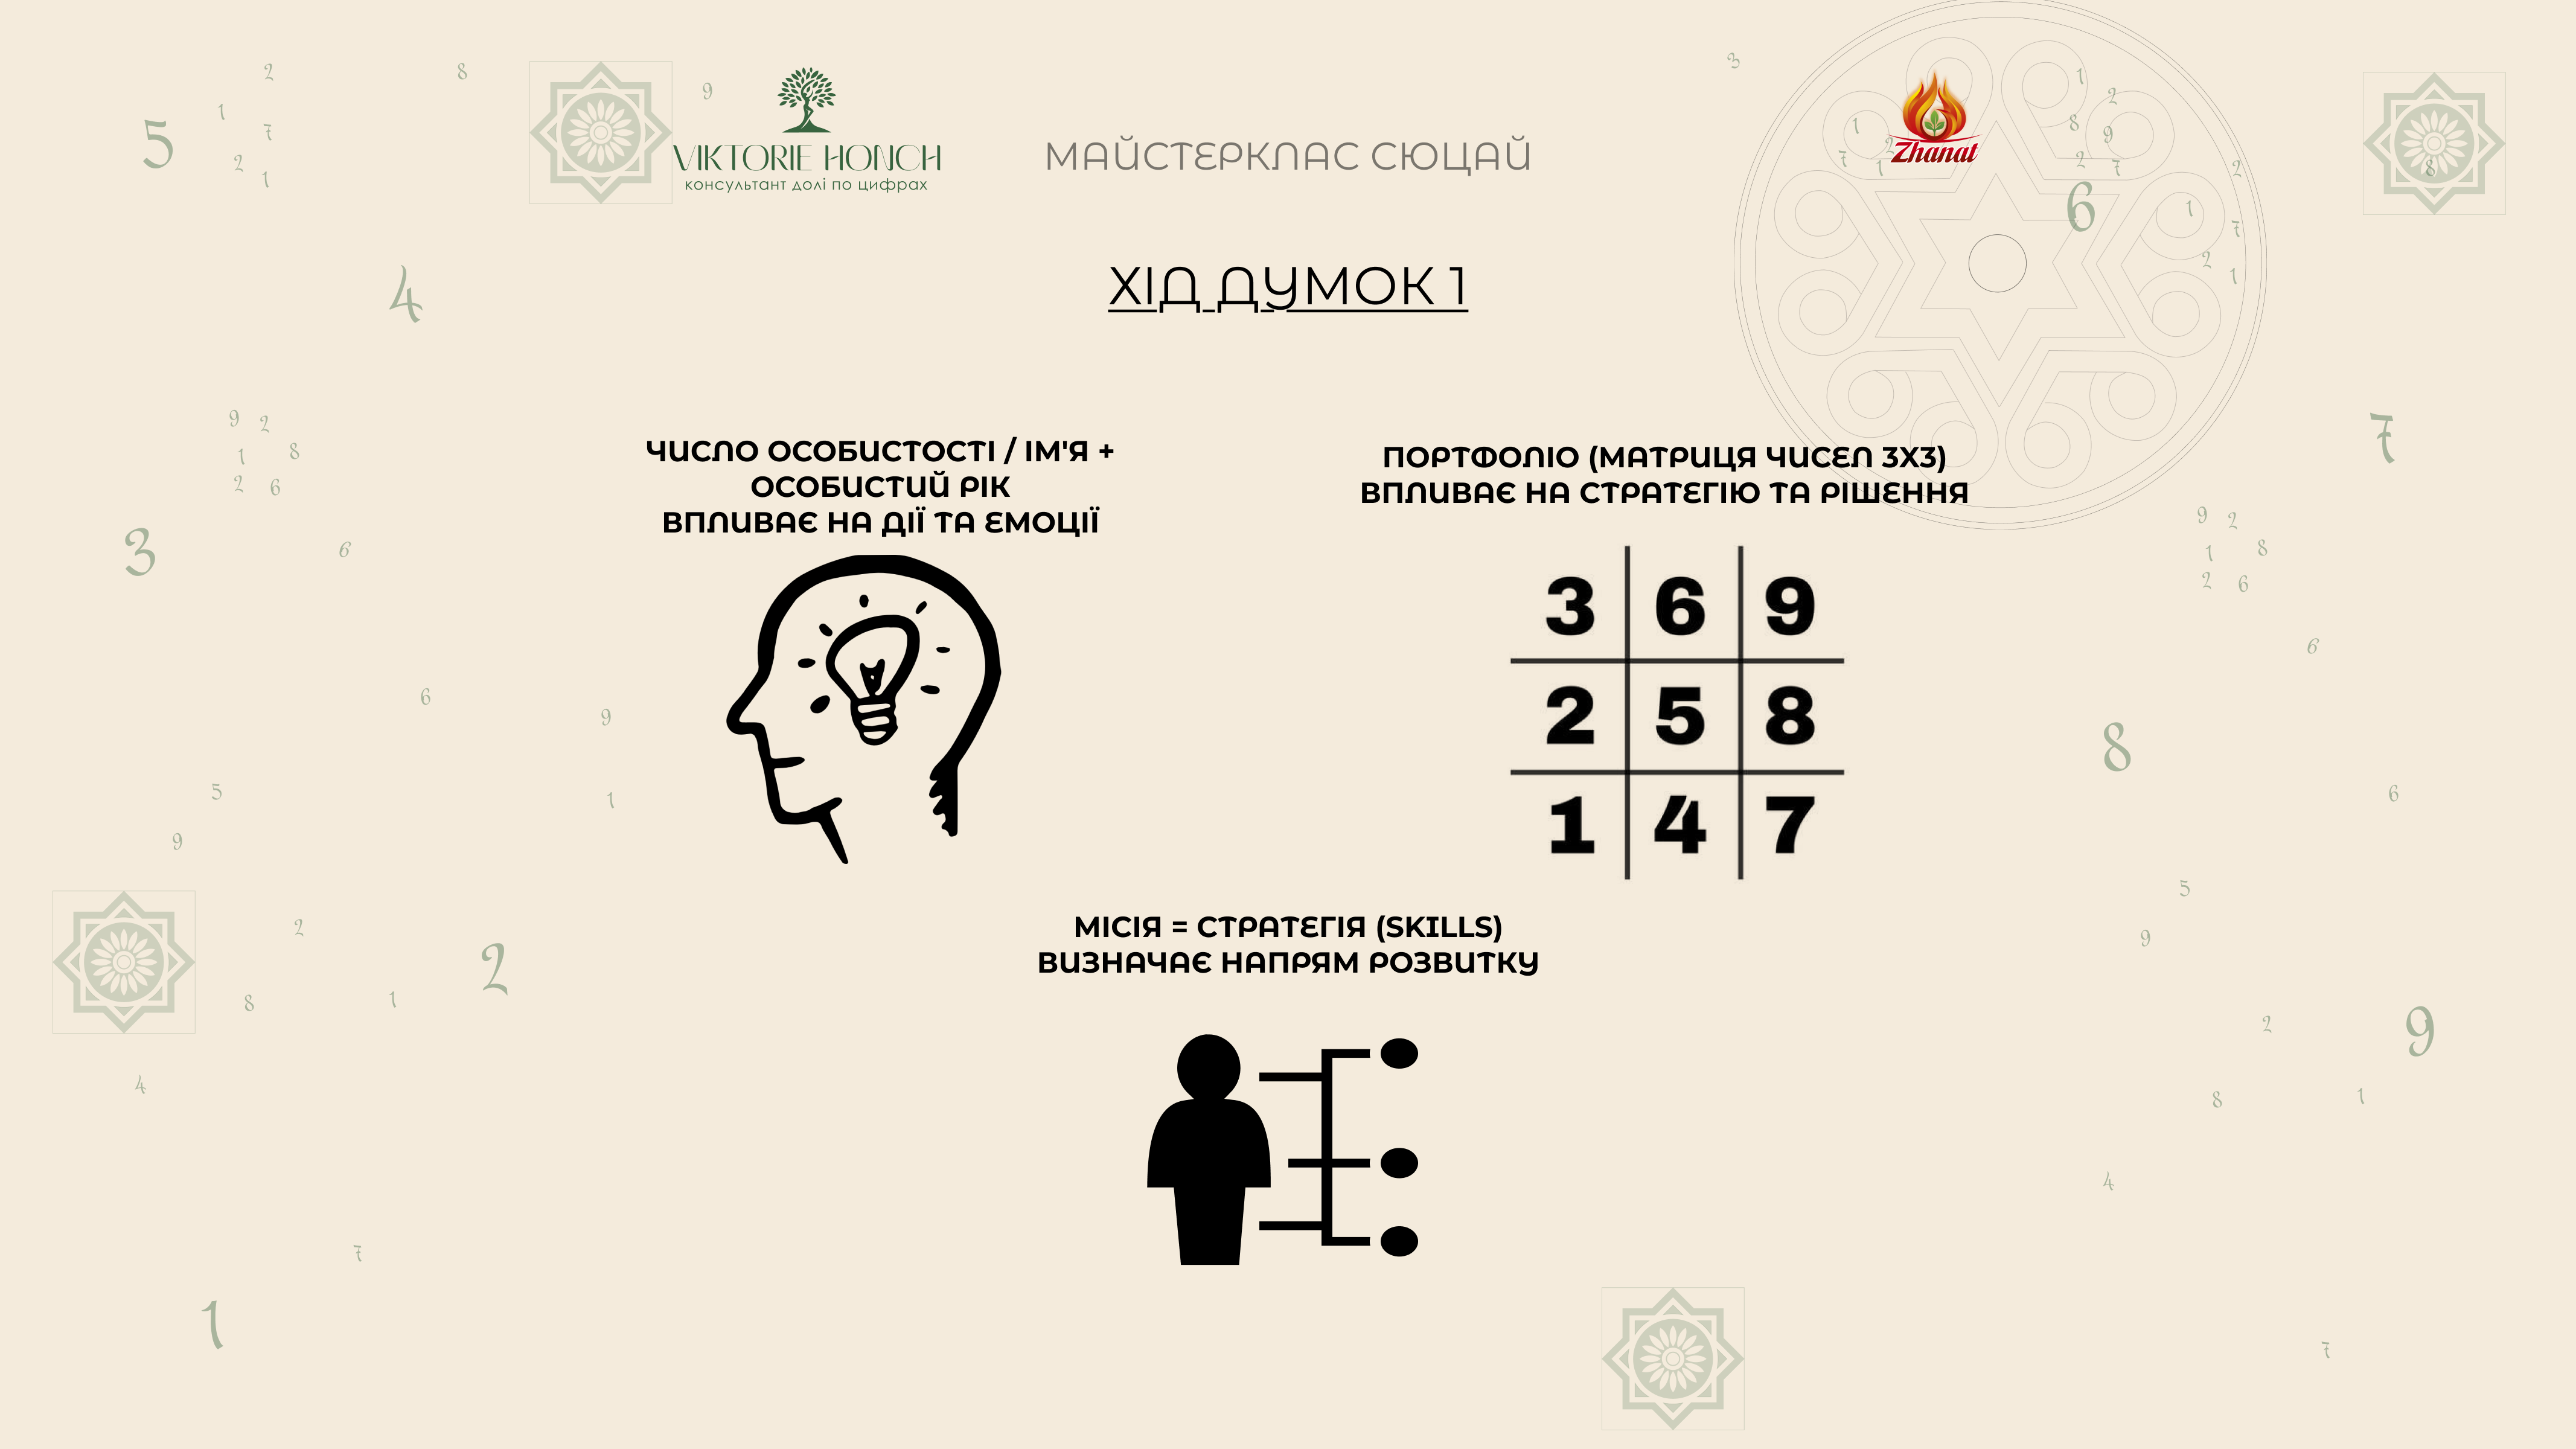 VIKTORIE HONCH
консультант долі по цифрах
МАЙСТЕРКЛАС СЮЦАЙ
Zhanat
ХІД ДУМОК 1
ЧИСЛО ОСОБИСТОСТІ / ІМ'Я +
ОСОБИСТИЙ РІК
ВПЛИВАЄ НА ДІЇ ТА ЕМОЦІЇ
ПОРТФОЛІО (МАТРИЦЯ ЧИСЕЛ 3Х3)
ВПЛИВАЄ НА СТРАТЕГІЮ ТА РІШЕННЯ
3 6 9
2 5 8
1 4 7
МІСІЯ = СТРАТЕГІЯ (SKILLS)
ВИЗНАЧАЄ НАПРЯМ РОЗВИТКУ